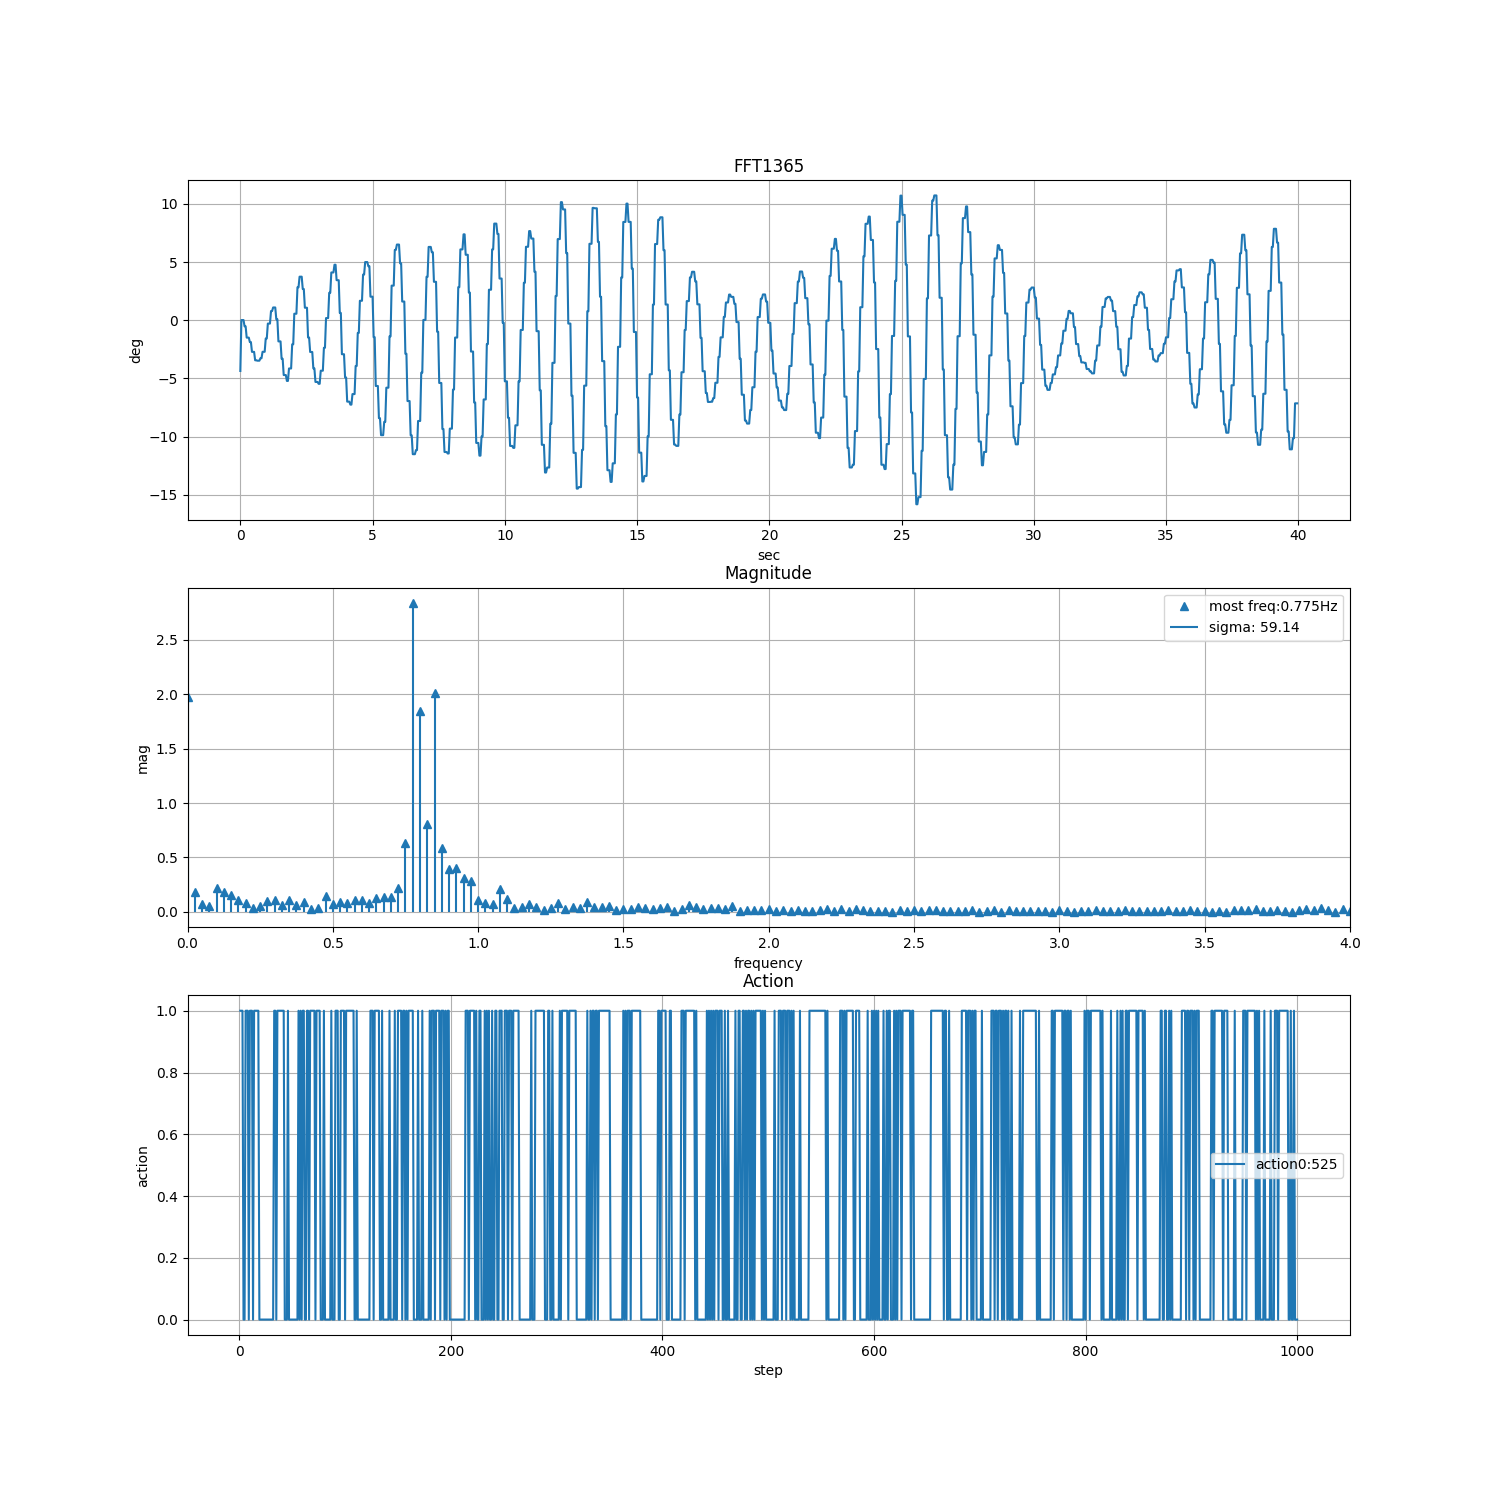 FFT1365
10
5
0
−5
−10
−15
deg
0 5 10 15 20 25 30 35 40
sec
Magnitude
most freq:0.775Hz
sigma: 59.14
2.5
2.0
1.5
1.0
0.5
0.0
mag
0.0 0.5 1.0 1.5 2.0 2.5 3.0 3.5 4.0
frequency
Action
1.0
0.8
0.6
0.4
0.2
0.0
action
action0:525
0 200 400 600 800 1000
step